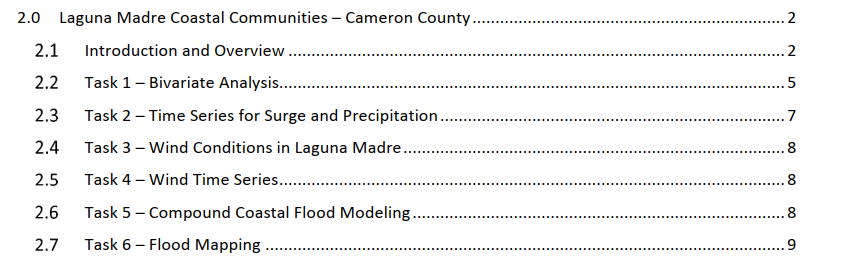 2.0 Laguna Madre Coastal Communities – Cameron County........................................................................2
2.1 Introduction and Overview........................................................................2
2.2 Task 1 – Bivariate Analysis........................................................................5
2.3 Task 2 – Time Series for Surge and Precipitation........................................................................7
2.4 Task 3 – Wind Conditions in Laguna Madre........................................................................8
2.5 Task 4 – Wind Time Series........................................................................8
2.6 Task 5 – Compound Coastal Flood Modeling........................................................................8
2.7 Task 6 – Flood Mapping........................................................................9